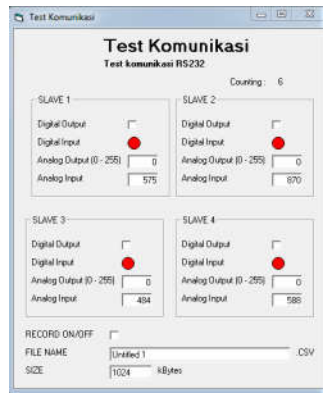 Test Komunikasi
Test Komunikasi
Test komunikasi RS232
Counting : 6
SLAVE 1
Digital Output
Digital Input
Analog Output (0 - 255) 0
Analog Input 575
SLAVE 2
Digital Output
Digital Input
Analog Output (0 - 255) 0
Analog Input 870
SLAVE 3
Digital Output
Digital Input
Analog Output (0 - 255) 0
Analog Input 484
SLAVE 4
Digital Output
Digital Input
Analog Output (0 - 255) 0
Analog Input 588
RECORD ON/OFF
FILE NAME Untitled 1 .CSV
SIZE 1024 kBytes